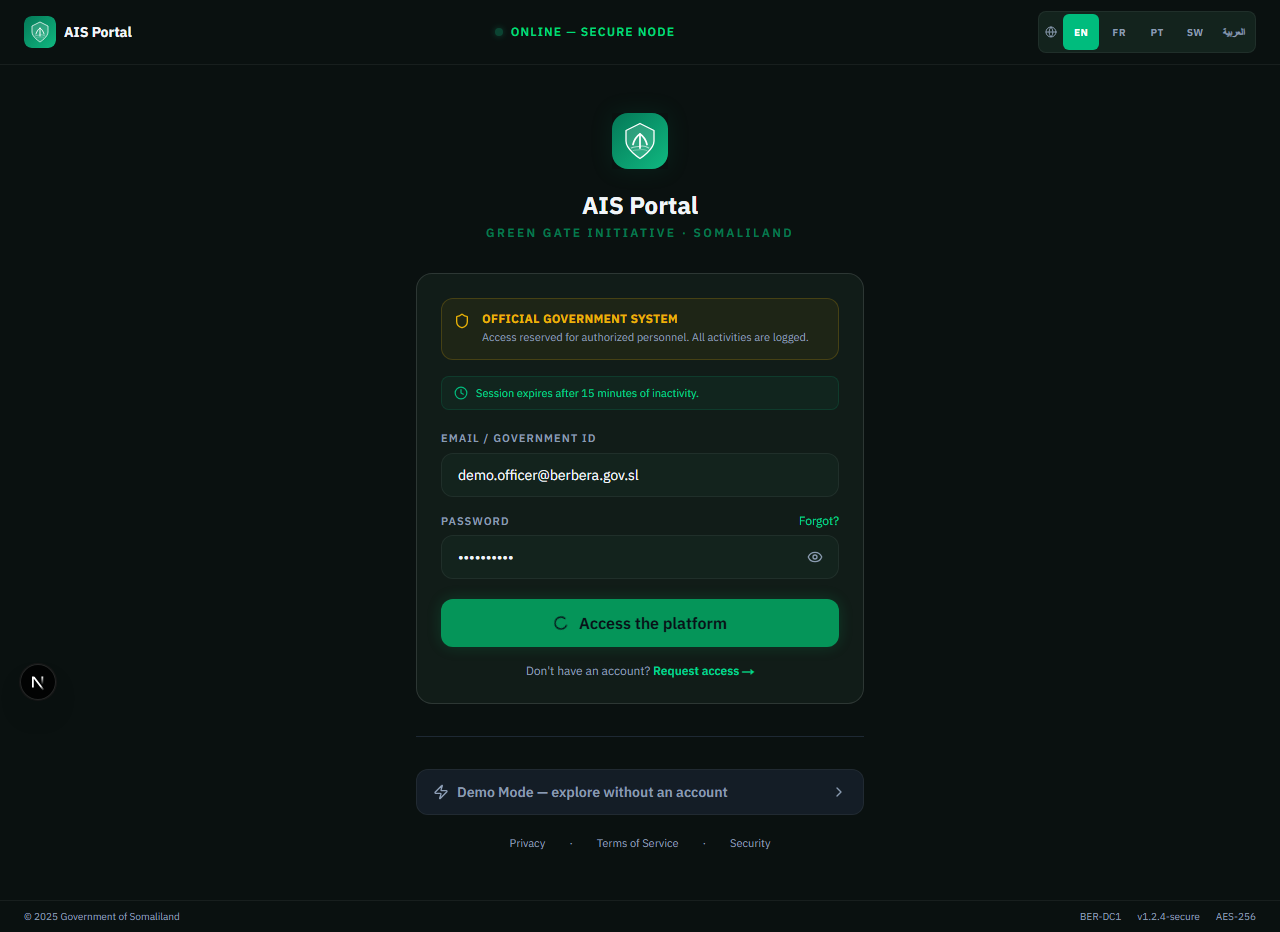 AIS Portal
ONLINE — SECURE NODE
EN FR PT SW العربية
AIS Portal
GREEN GATE INITIATIVE · SOMALILAND
OFFICIAL GOVERNMENT SYSTEM
Access reserved for authorized personnel. All activities are logged.
Session expires after 15 minutes of inactivity.
EMAIL / GOVERNMENT ID
demo.officer@berbera.gov.sl
PASSWORD Forgot?
••••••••••
Access the platform
Don't have an account? Request access →
N
Demo Mode — explore without an account
Privacy · Terms of Service · Security
© 2025 Government of Somaliland
BER-DC1 v1.2.4-secure AES-256